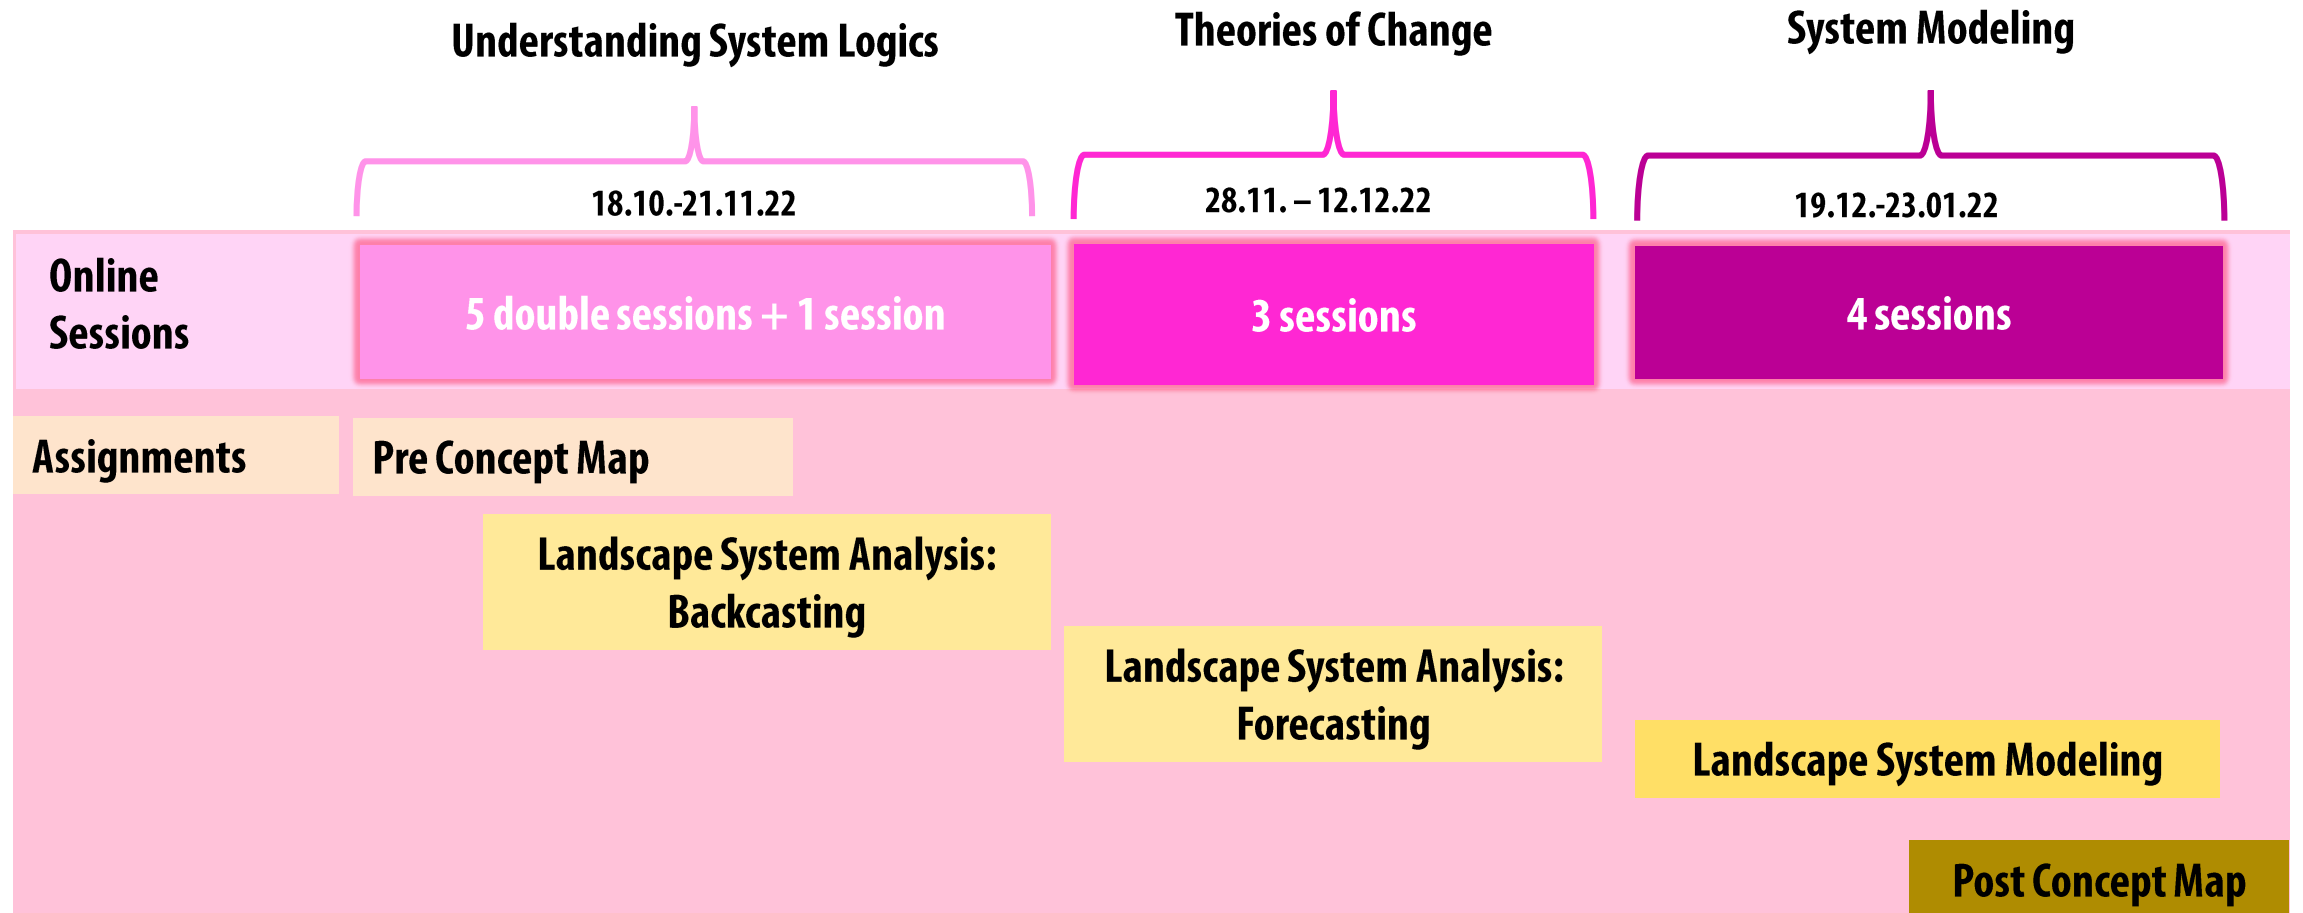 Understanding System Logics
Theories of Change
System Modeling
18.10.-21.11.22
28.11. – 12.12.22
19.12.-23.01.22
Online
Sessions
5 double sessions + 1 session
3 sessions
4 sessions
Assignments
Pre Concept Map
Landscape System Analysis:
Backcasting
Landscape System Analysis:
Forecasting
Landscape System Modeling
Post Concept Map